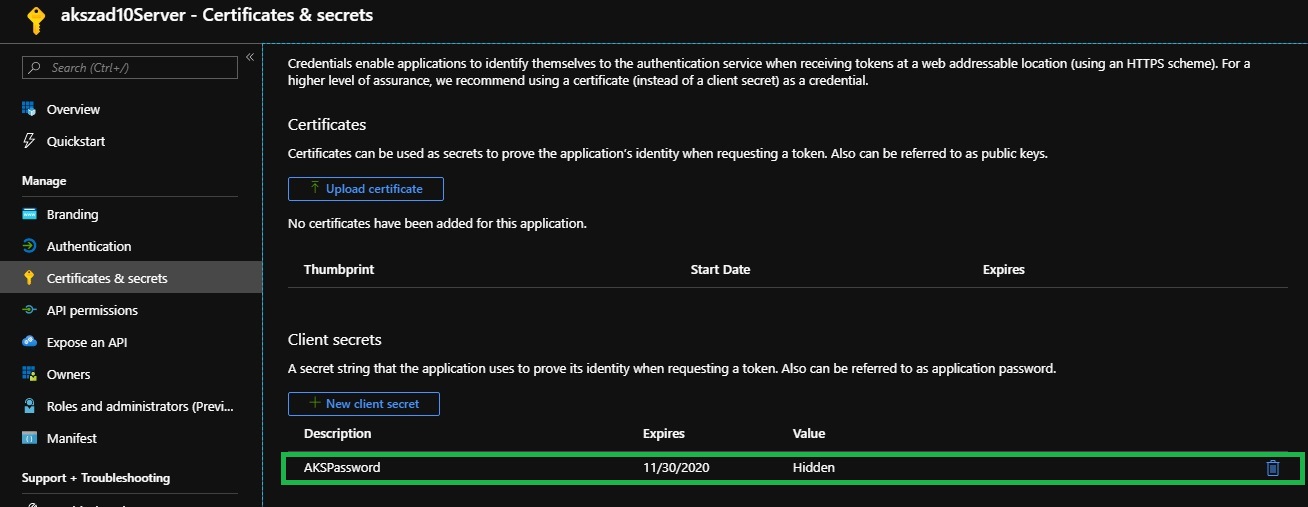 akszad10Server - Certificates & secrets
Search (Ctrl+/)
Overview
Quickstart
Manage
Branding
Authentication
Certificates & secrets
API permissions
Expose an API
Owners
Roles and administrators (Previ...
Manifest
Support + Troubleshooting
Credentials enable applications to identify themselves to the authentication service when receiving tokens at a web addressable location (using an HTTPS scheme). For a
higher level of assurance, we recommend using a certificate (instead of a client secret) as a credential.
Certificates
Certificates can be used as secrets to prove the application's identity when requesting a token. Also can be referred to as public keys.
Upload certificate
No certificates have been added for this application.
Thumbprint Start Date Expires
Client secrets
A secret string that the application uses to prove its identity when requesting a token. Also can be referred to as application password.
New client secret
Description Expires Value
AKSPassword 11/30/2020 Hidden